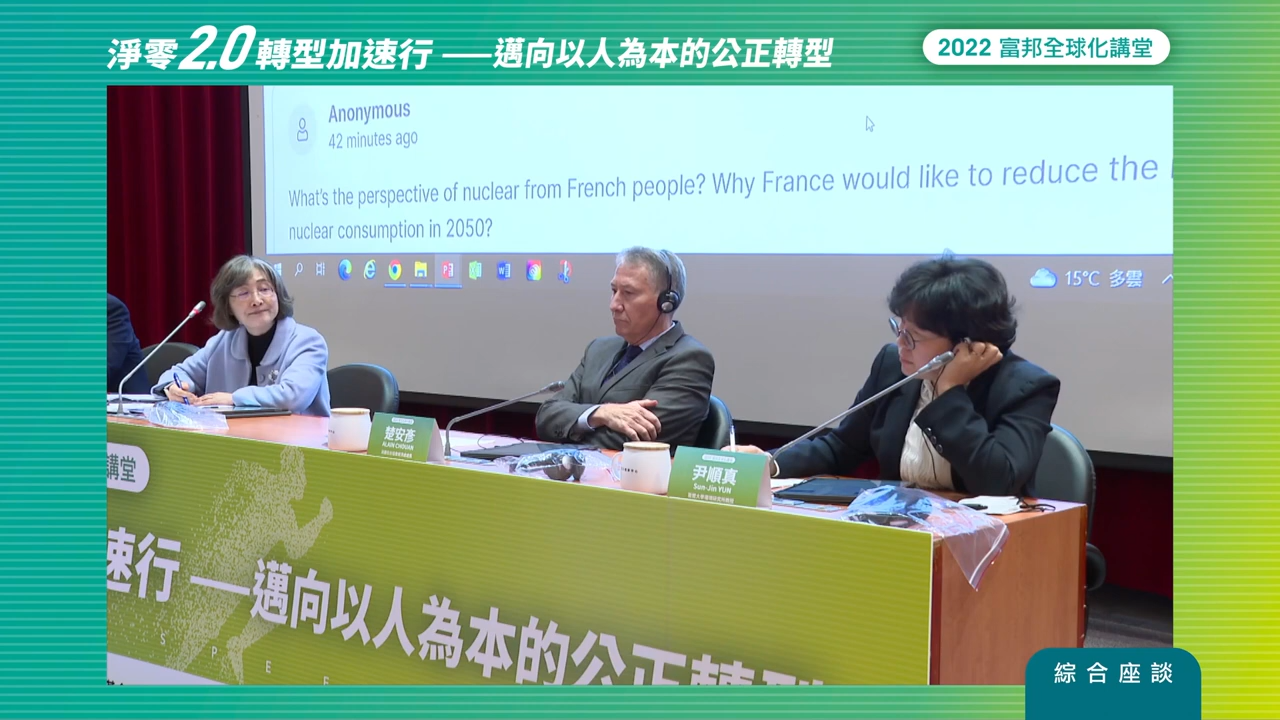 淨零2.0轉型加速行 ——邁向以人為本的公正轉型
2022 富邦全球化講堂
Anonymous
42 minutes ago
What's the perspective of nuclear from French people? Why France would like to reduce the
nuclear consumption in 2050?
15°C 多雲
楚安彥
ALAIN CHOUAN
尹順真
Sun-Jin YUN
講堂
速行 ——邁向以人為本的公正轉型
S P E E
綜合座談